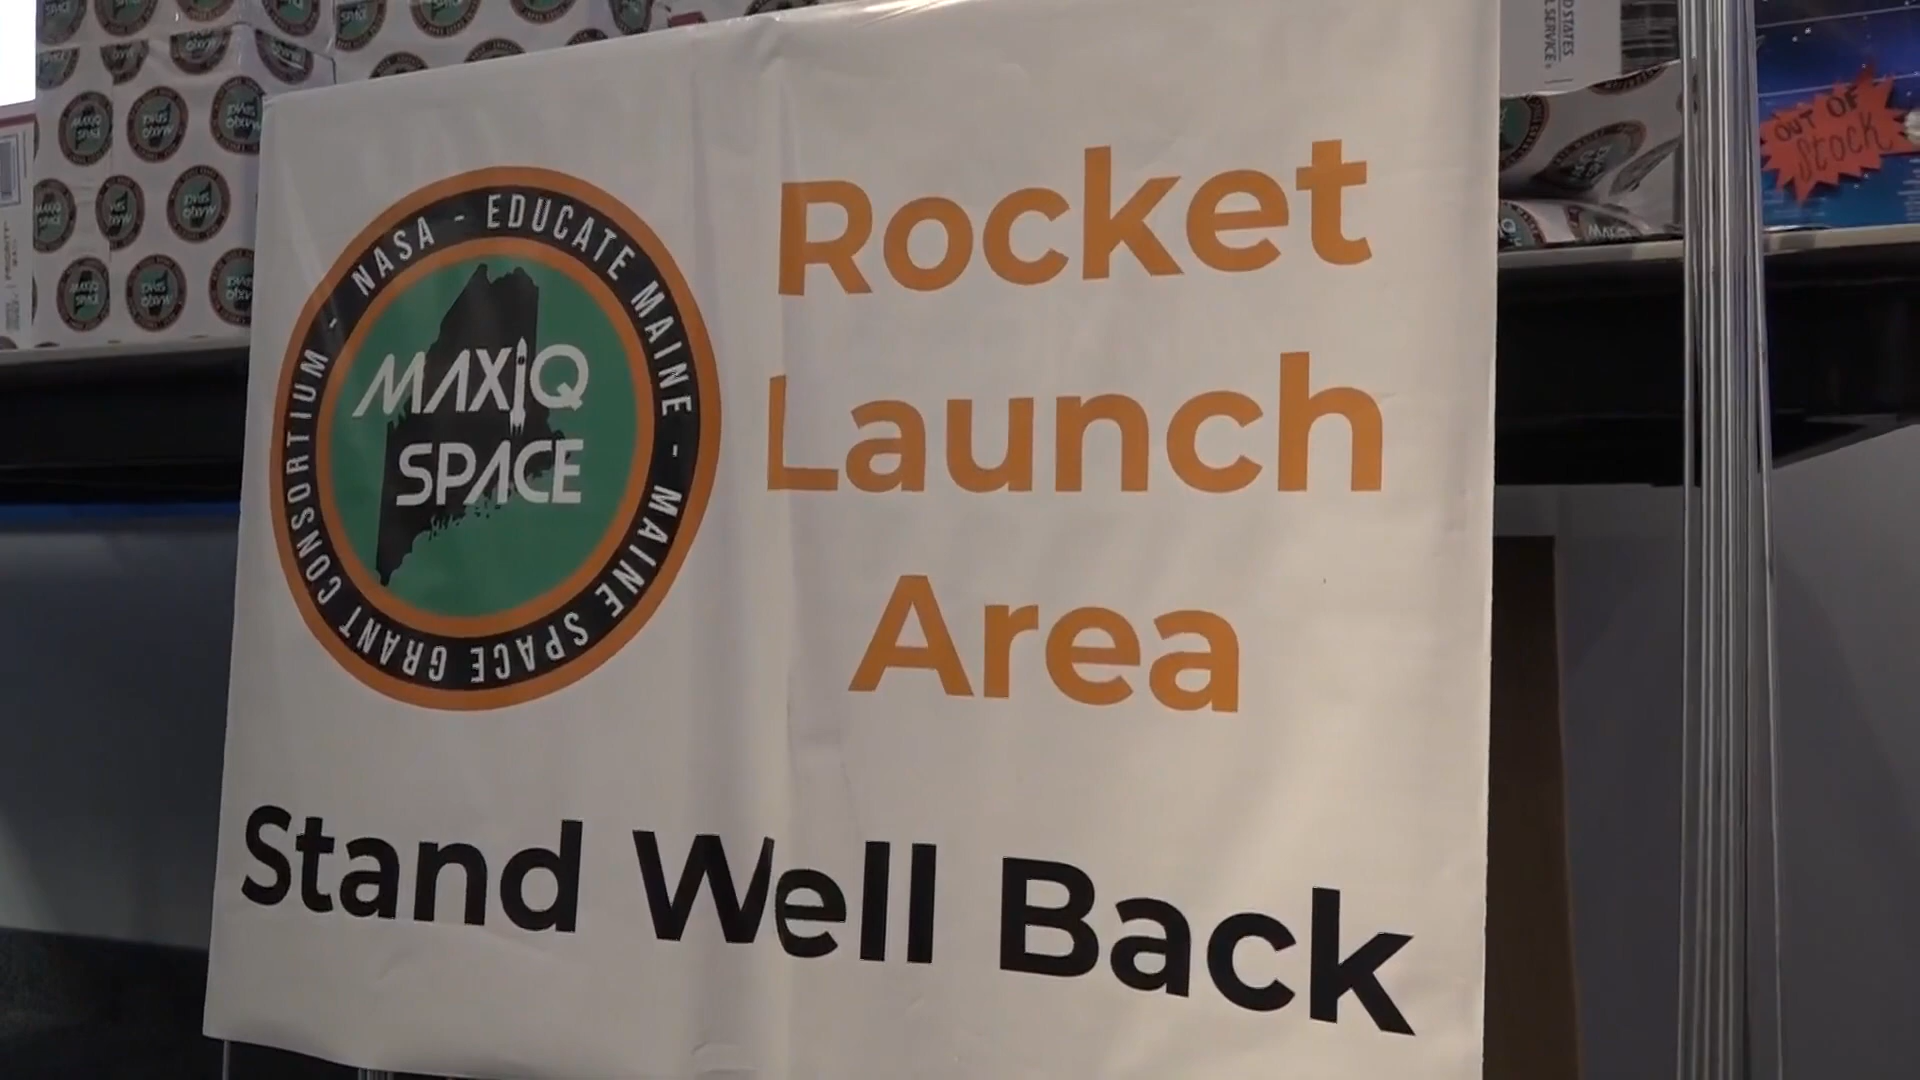 Rocket
Launch
Area
NASA - EDUCATE MAINE - MAINE SPACE GRANT CONSORTIUM -
MAXIQ
SPACE
Stand Well Back
OUT OF
Stock